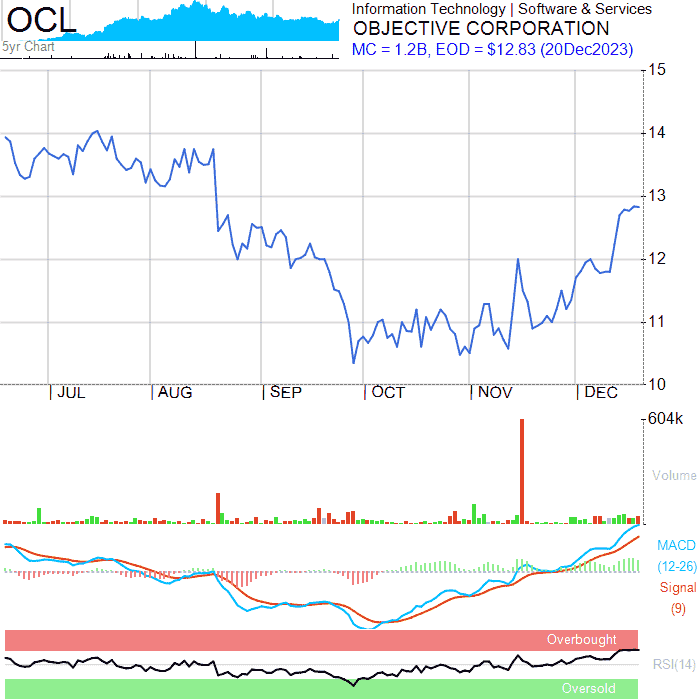 OCL
5yr Chart
Information Technology | Software & Services
OBJECTIVE CORPORATION
MC = 1.2B, EOD = $12.83 (20Dec2023)
15
14
13
12
11
10
JUL
AUG
SEP
OCT
NOV
DEC
604k
Volume
MACD
(12-26)
Signal
(9)
Overbought
RSI(14)
Oversold